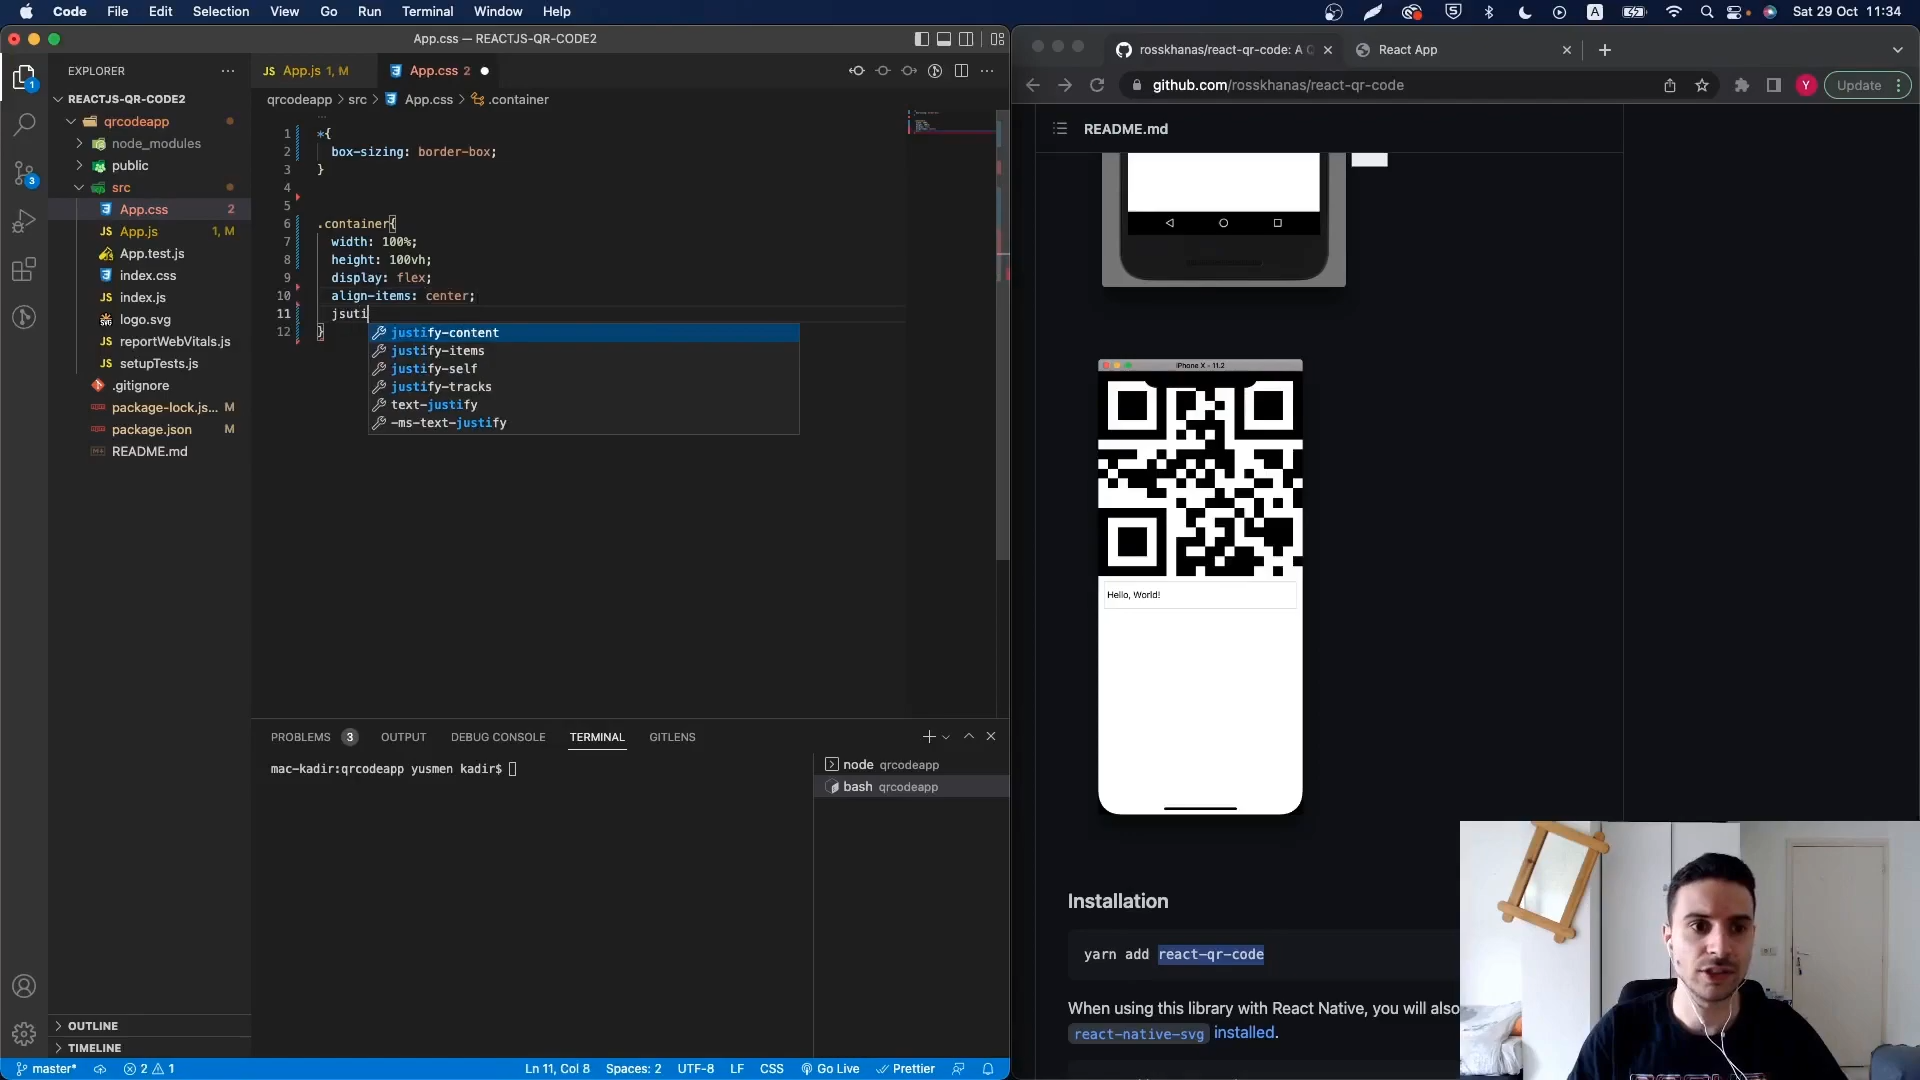 Code File Edit Selection View Go Run Terminal Window Help
A
Sat 29 Oct 11:34
App.css — REACTJS-QR-CODE2
EXPLORER
REACTJS-QR-CODE2
qrcodeapp
node_modules
public
src
App.css 2
JS App.js 1, M
App.test.js
index.css
JS index.js
logo.svg
JS reportWebVitals.js
JS setupTests.js
.gitignore
package-lock.js... M
package.json M
README.md
OUTLINE
TIMELINE
1
3
JS App.js 1, M
App.css 2
qrcodeapp > src > App.css > .container
1 *{
2 box-sizing: border-box;
3 }
4
5
6 .container{
7 width: 100%;
8 height: 100vh;
9 display: flex;
10 align-items: center;
11 jsuti
12 }
justify-content
justify-items
justify-self
justify-tracks
text-justify
-ms-text-justify
PROBLEMS 3 OUTPUT DEBUG CONSOLE TERMINAL GITLENS
mac-kadir:qrcodeapp yusmen kadir$
node qrcodeapp
bash qrcodeapp
master* 2 1 Ln 11, Col 8 Spaces: 2 UTF-8 LF CSS Go Live Prettier
rosskhanas/react-qr-code: A Q
React App
github.com/rosskhanas/react-qr-code
Y
Update
README.md
iPhone X - 11.2
Hello, World!
Installation
yarn add react-qr-code
When using this library with React Native, you will also
react-native-svg installed.